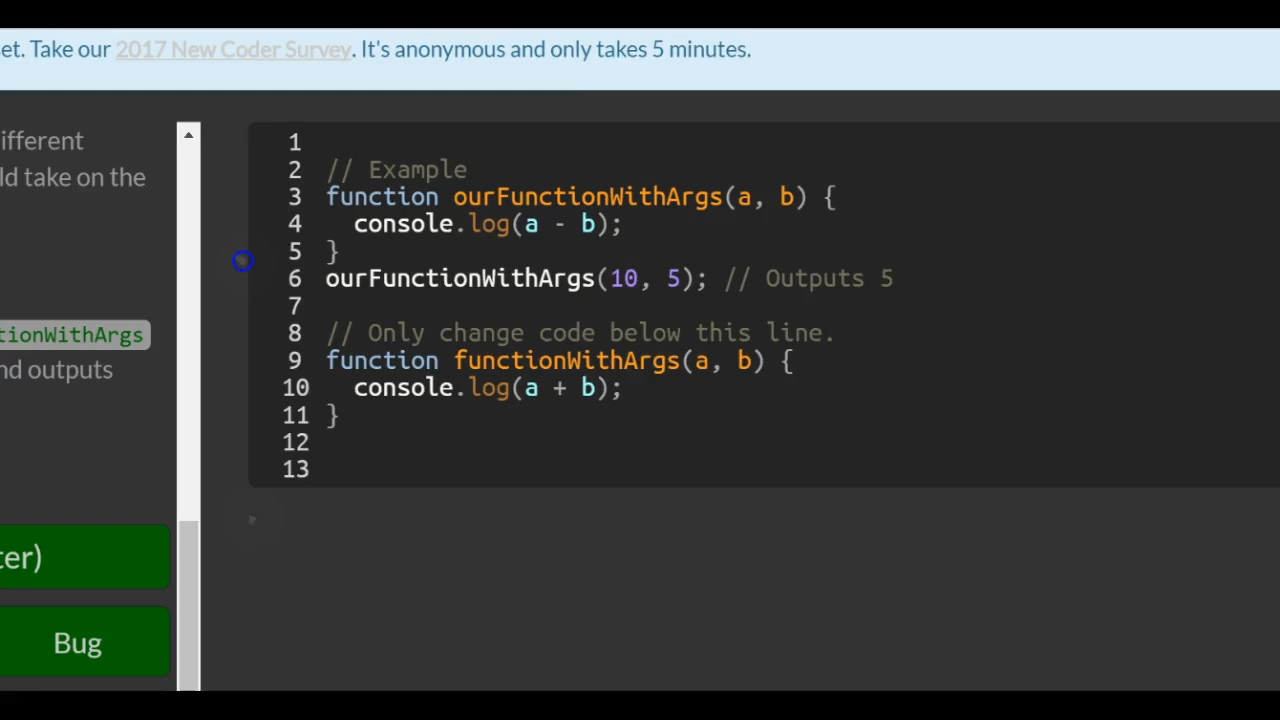 et. Take our 2017 New Coder Survey. It's anonymous and only takes 5 minutes.
ifferent
ld take on the
tionWithArgs
nd outputs
ter)
Bug
1
2 // Example
3 function ourFunctionWithArgs(a, b) {
4 console.log(a - b);
5 }
6 ourFunctionWithArgs(10, 5); // Outputs 5
7
8 // Only change code below this line.
9 function functionWithArgs(a, b) {
10 console.log(a + b);
11 }
12
13